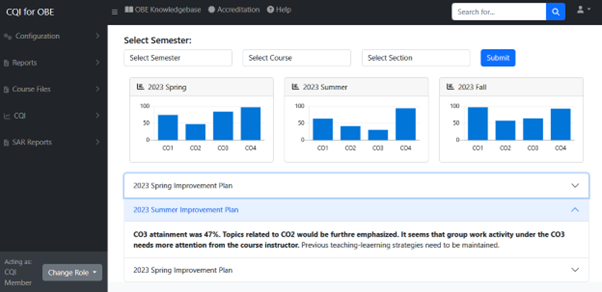 CQI for OBE
OBE Knowledgebase Accreditation Help
Search for...
Configuration
Reports
Course Files
CQI
SAR Reports
Select Semester:
Select Semester
Select Course
Select Section
Submit
2023 Spring
100
50
0
CO1 CO2 CO3 CO4
2023 Summer
100
50
0
CO1 CO2 CO3 CO4
2023 Fall
100
50
0
CO1 CO2 CO3 CO4
2023 Spring Improvement Plan
2023 Summer Improvement Plan
CO3 attainment was 47%. Topics related to CO2 would be furthre emphasized. It seems that group work activity under the CO3
needs more attention from the course instructor. Previous teaching-learning strategies need to be maintained.
2023 Spring Improvement Plan
Acting as:
CQI
Member
Change Role